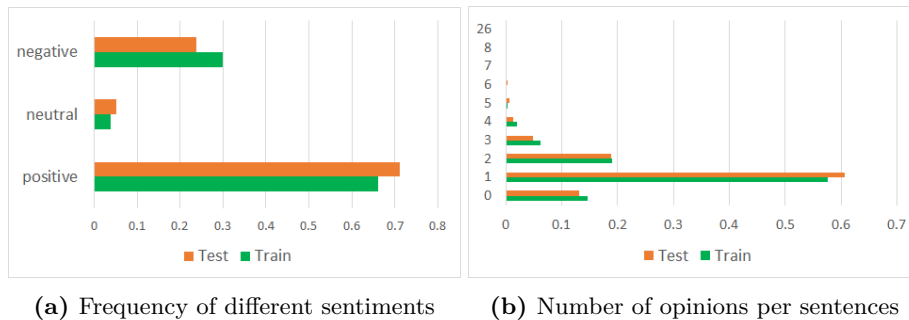 negative
neutral
positive
0 0.1 0.2 0.3 0.4 0.5 0.6 0.7 0.8
Test Train
(a) Frequency of different sentiments
26
8
7
6
5
4
3
2
1
0
0 0.1 0.2 0.3 0.4 0.5 0.6 0.7
Test Train
(b) Number of opinions per sentences